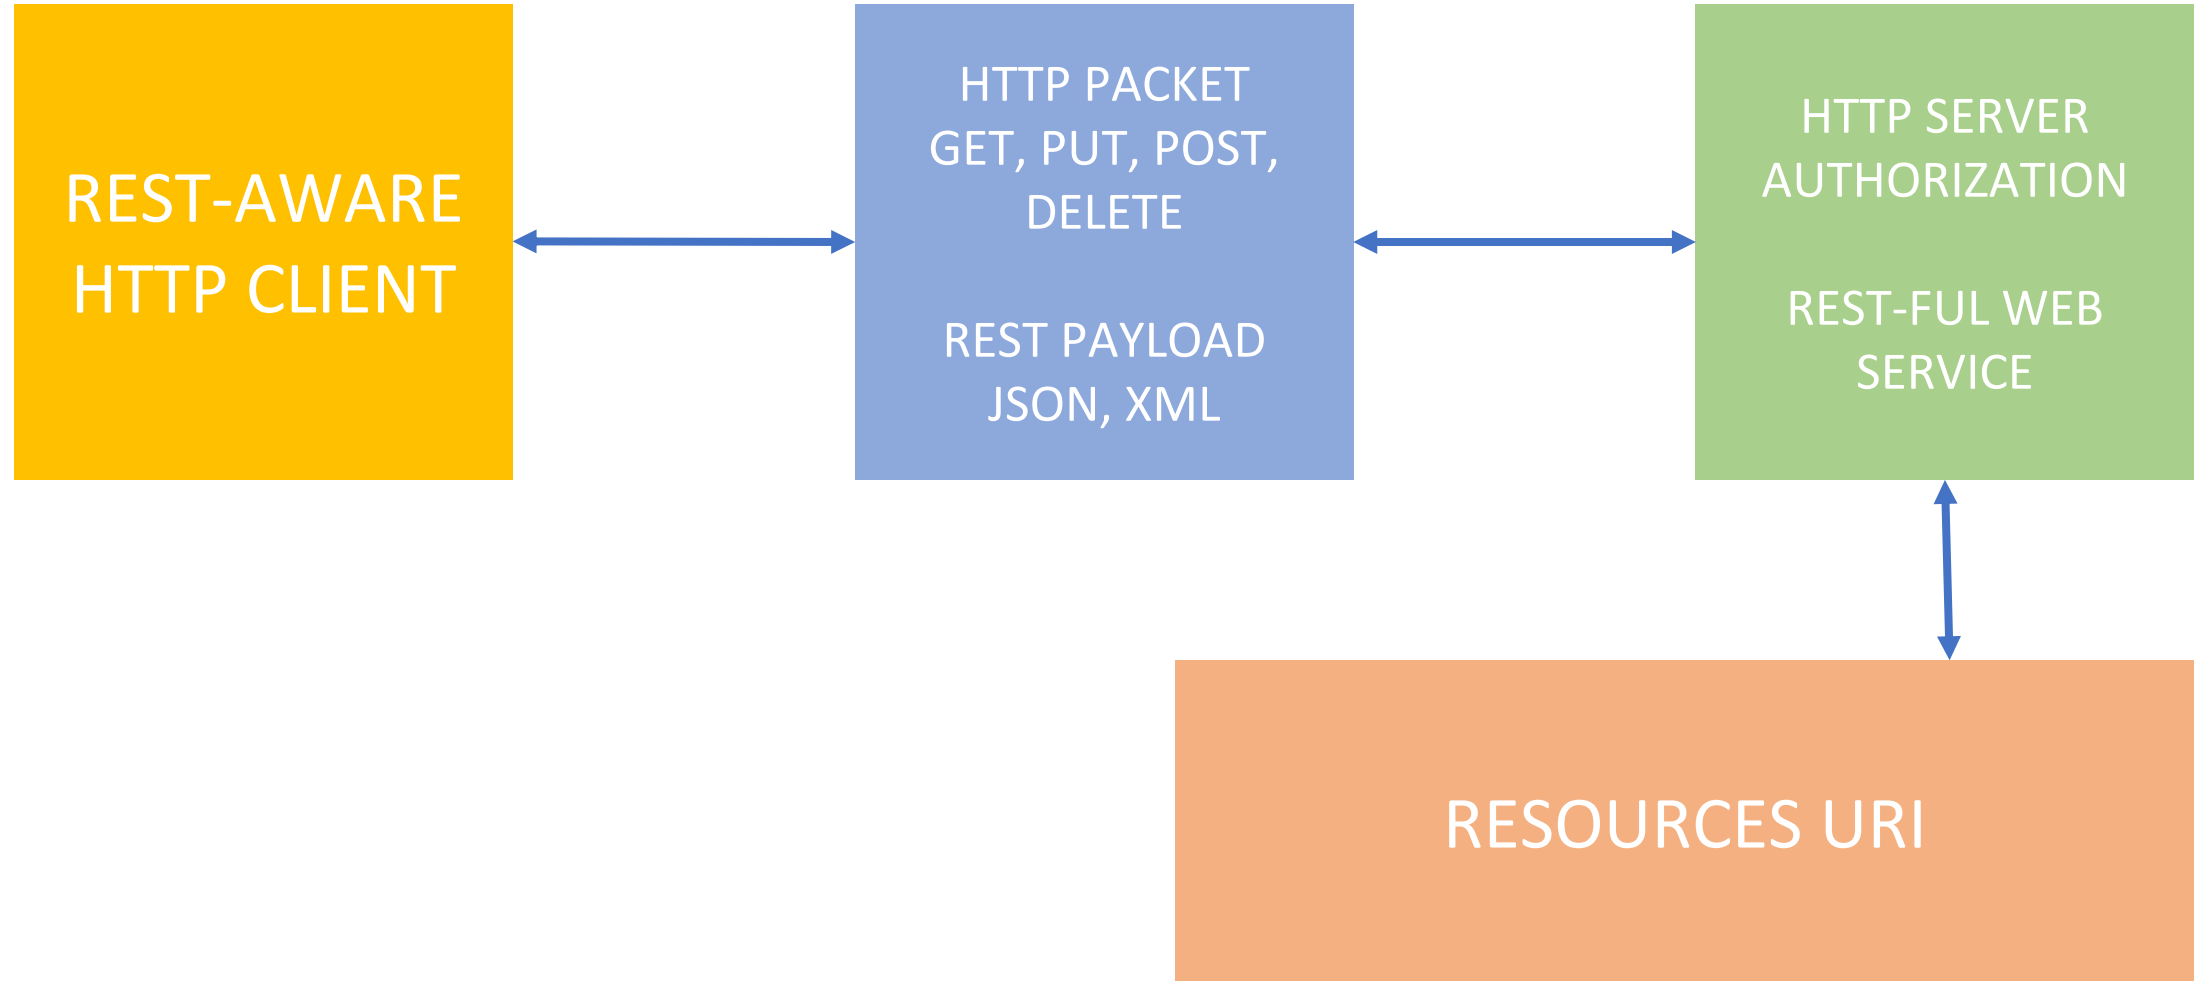 REST-AWARE
HTTP CLIENT
HTTP PACKET
GET, PUT, POST,
DELETE
REST PAYLOAD
JSON, XML
HTTP SERVER
AUTHORIZATION
REST-FUL WEB
SERVICE
RESOURCES URI